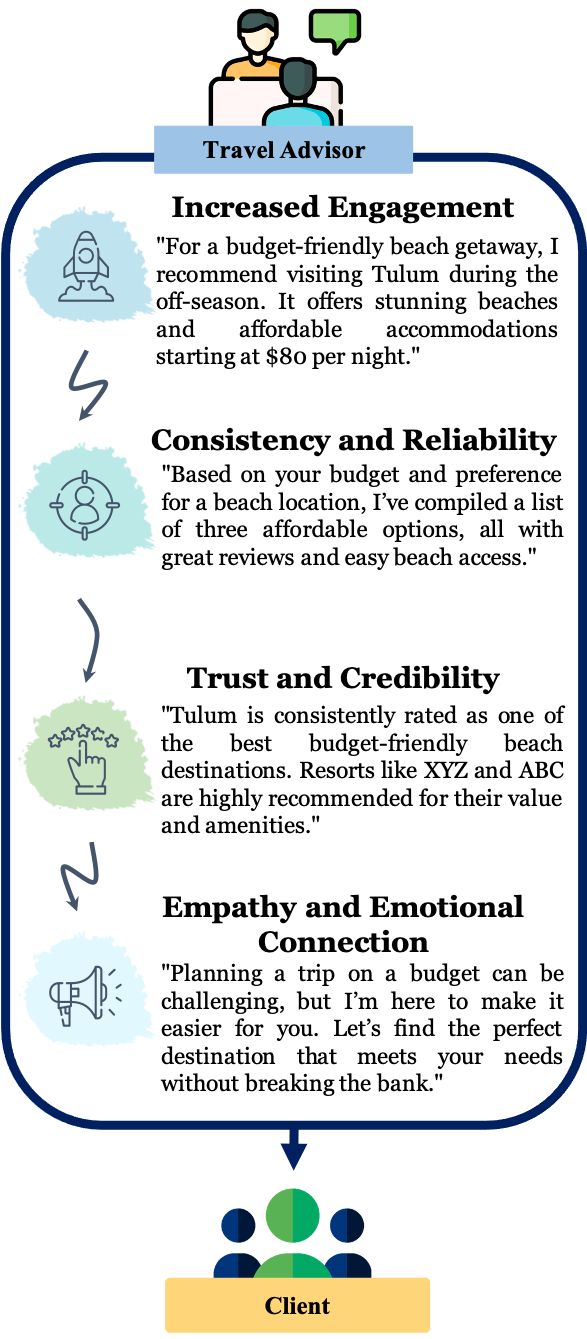 Travel Advisor
Increased Engagement
"For a budget-friendly beach getaway, I
recommend visiting Tulum during the
off-season. It offers stunning beaches
and affordable accommodations
starting at $80 per night."
Consistency and Reliability
"Based on your budget and preference
for a beach location, I’ve compiled a list
of three affordable options, all with
great reviews and easy beach access."
Trust and Credibility
"Tulum is consistently rated as one of
the best budget-friendly beach
destinations. Resorts like XYZ and ABC
are highly recommended for their value
and amenities."
Empathy and Emotional
Connection
"Planning a trip on a budget can be
challenging, but I’m here to make it
easier for you. Let’s find the perfect
destination that meets your needs
without breaking the bank."
Client